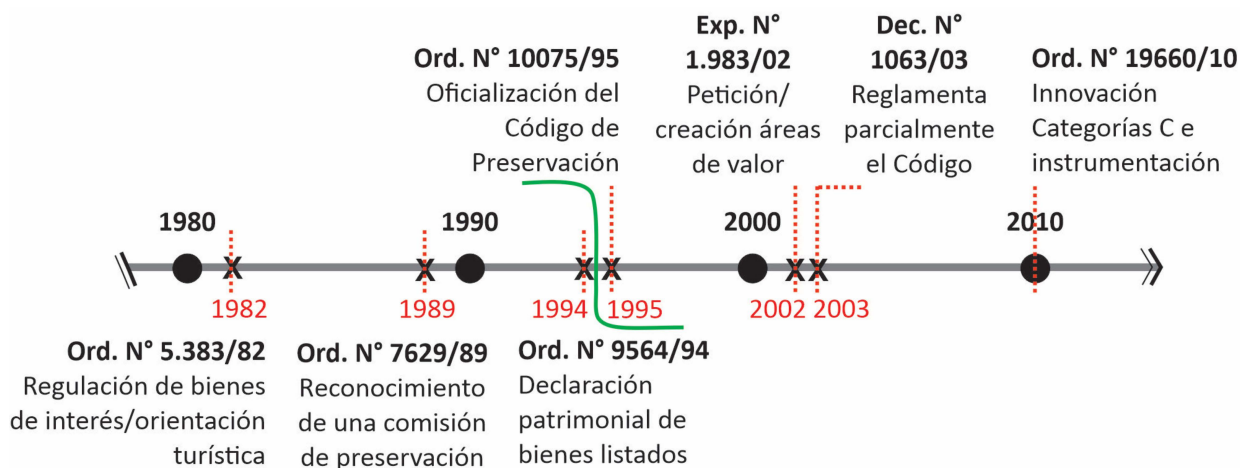 Ord. N° 10075/95
Oficialización del
Código de
Preservación
Exp. N°
1.983/02
Petición/
creación áreas
de valor
Dec. N°
1063/03
Reglamenta
parcialmente
el Código
Ord. N° 19660/10
Innovación
Categorías C e
instrumentación
1980
1990
2000
2010
1982
1989
1994
1995
2002
2003
Ord. N° 5.383/82
Regulación de bienes
de interés/orientación
turística
Ord. N° 7629/89
Reconocimiento
de una comisión
de preservación
Ord. N° 9564/94
Declaración
patrimonial de
bienes listados